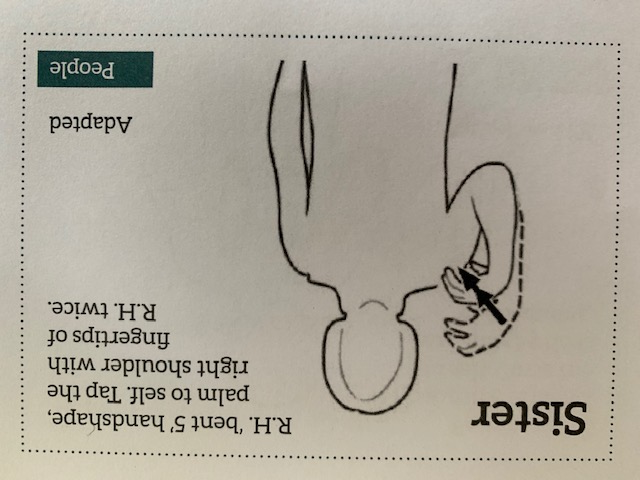 Sister
R.H. 'bent 5' handshape,
palm to self. Tap the
right shoulder with
fingertips of
R.H. twice.
Adapted
People